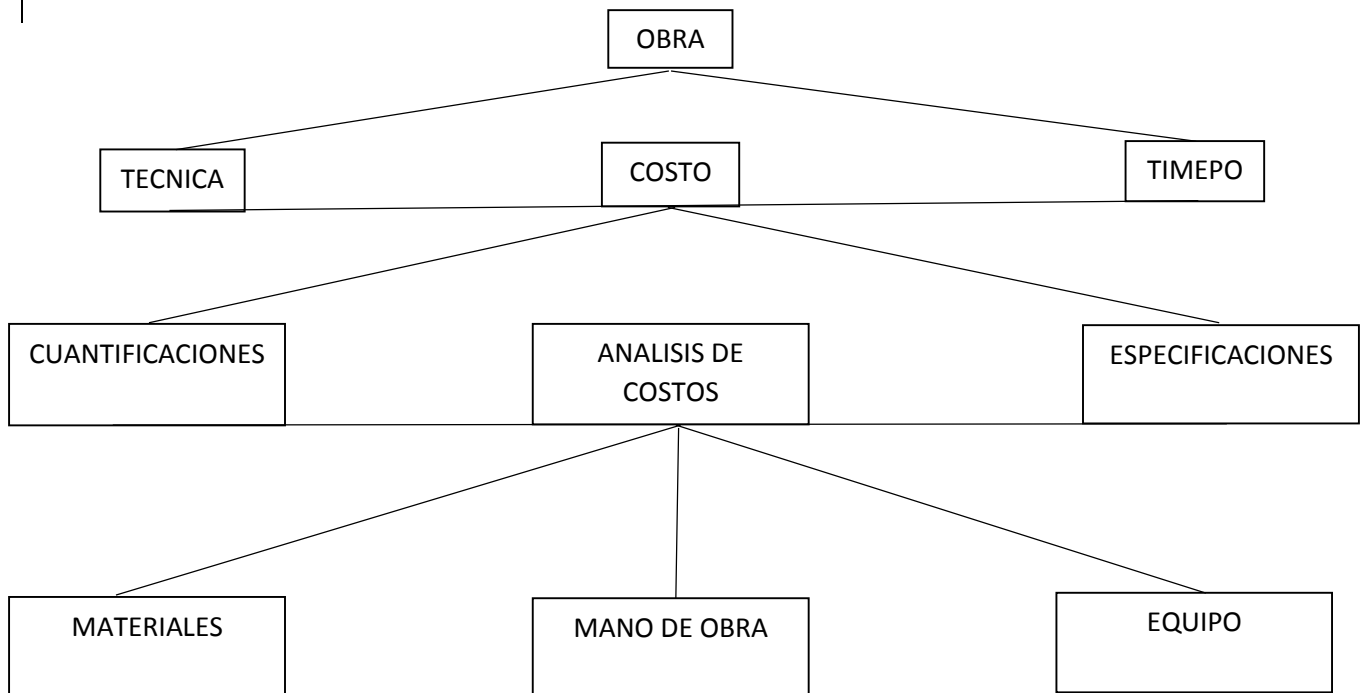 OBRA
TECNICA
COSTO
TIMEPO
CUANTIFICACIONES
ANALISIS DE
COSTOS
ESPECIFICACIONES
MATERIALES
MANO DE OBRA
EQUIPO